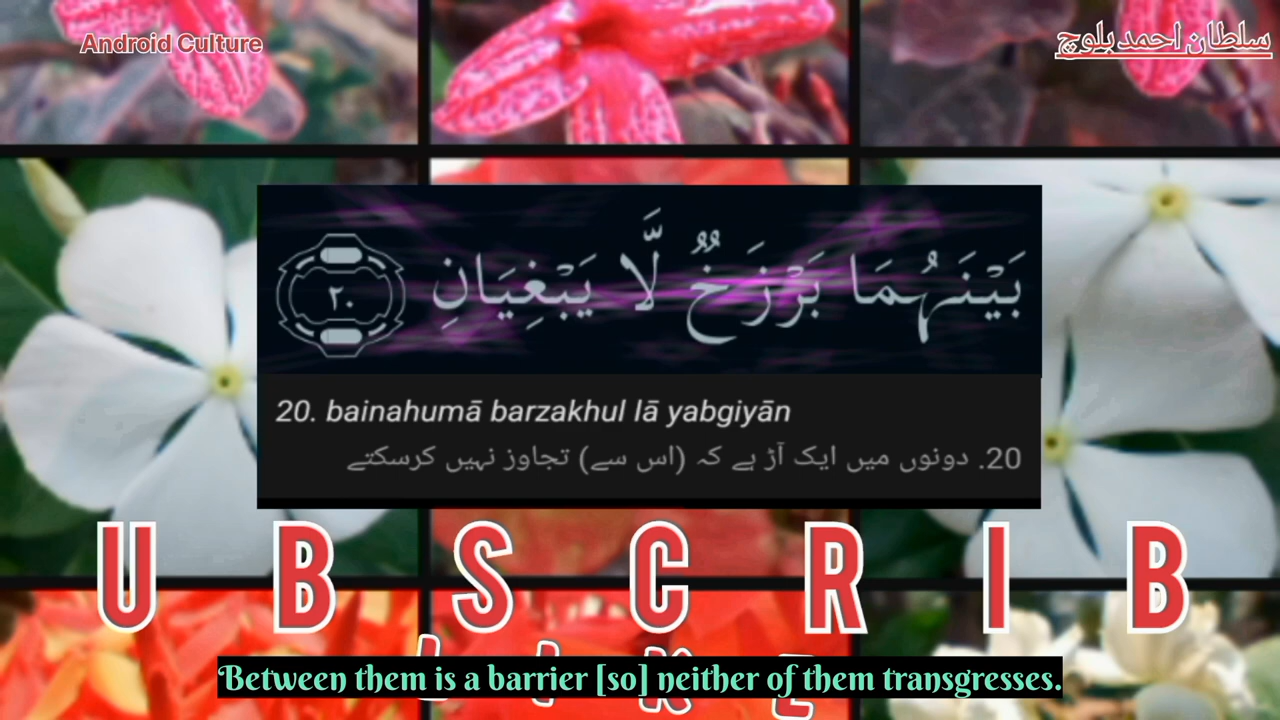 Android Culture
سلطان احمد بلوچ
بَيْنَهُمَا بَرْزَخٌ لَّا يَبْغِيَانِ ٢٠
20. bainahumā barzakhul lā yabgiyān
20. دونوں میں ایک آڑ ہے کہ (اس سے) تجاوز نہیں کرسکتے
U B S C R I B
Between them is a barrier [so] neither of them transgresses.